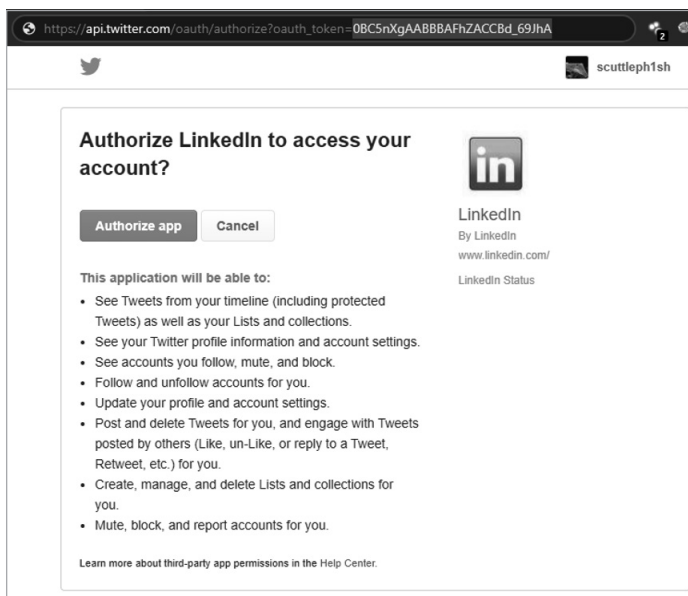 https://api.twitter.com/oauth/authorize?oauth_token=0BC5nXgAABBBAFhZACCBd_69JhA
2
scuttleph1sh
Authorize LinkedIn to access your
account?
in
Authorize app
Cancel
LinkedIn
By LinkedIn
www.linkedin.com/
LinkedIn Status
This application will be able to:
• See Tweets from your timeline (including protected
Tweets) as well as your Lists and collections.
• See your Twitter profile information and account settings.
• See accounts you follow, mute, and block.
• Follow and unfollow accounts for you.
• Update your profile and account settings.
• Post and delete Tweets for you, and engage with Tweets
posted by others (Like, un-Like, or reply to a Tweet,
Retweet, etc.) for you.
• Create, manage, and delete Lists and collections for
you.
• Mute, block, and report accounts for you.
Learn more about third-party app permissions in the Help Center.